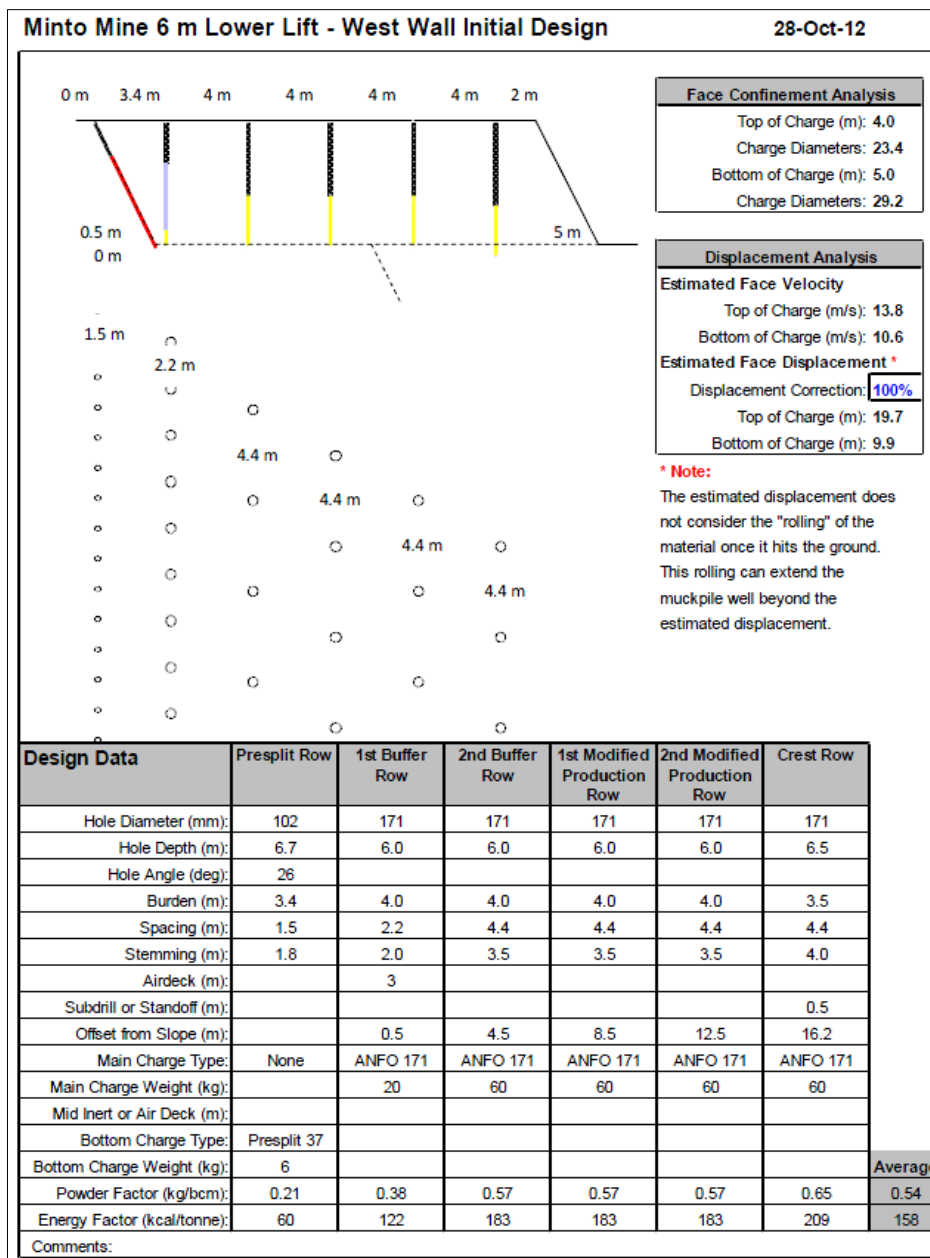 Minto Mine 6 m Lower Lift - West Wall Initial Design 28-Oct-12
0 m 3.4 m 4 m 4 m 4 m 4 m 2 m
0.5 m 5 m
0 m
1.5 m
2.2 m
4.4 m
4.4 m
4.4 m
4.4 m
Face Confinement Analysis
Top of Charge (m): 4.0
Charge Diameters: 23.4
Bottom of Charge (m): 5.0
Charge Diameters: 29.2
Displacement Analysis
Estimated Face Velocity
Top of Charge (m/s): 13.8
Bottom of Charge (m/s): 10.6
Estimated Face Displacement *
Displacement Correction: 100%
Top of Charge (m): 19.7
Bottom of Charge (m): 9.9
* Note:
The estimated displacement does
not consider the "rolling" of the
material once it hits the ground.
This rolling can extend the
muckpile well beyond the
estimated displacement.
Design Data Presplit Row 1st Buffer Row 2nd Buffer Row 1st Modified Production Row 2nd Modified Production Row Crest Row
Hole Diameter (mm): 102 171 171 171 171 171
Hole Depth (m): 6.7 6.0 6.0 6.0 6.0 6.5
Hole Angle (deg): 26
Burden (m): 3.4 4.0 4.0 4.0 4.0 3.5
Spacing (m): 1.5 2.2 4.4 4.4 4.4 4.4
Stemming (m): 1.8 2.0 3.5 3.5 3.5 4.0
Airdeck (m): 3
Subdrill or Standoff (m): 0.5
Offset from Slope (m): 0.5 4.5 8.5 12.5 16.2
Main Charge Type: None ANFO 171 ANFO 171 ANFO 171 ANFO 171 ANFO 171
Main Charge Weight (kg): 20 60 60 60 60
Mid Inert or Air Deck (m):
Bottom Charge Type: Presplit 37
Bottom Charge Weight (kg): 6 Average
Powder Factor (kg/bcm): 0.21 0.38 0.57 0.57 0.57 0.65 0.54
Energy Factor (kcal/tonne): 60 122 183 183 183 209 158
Comments: